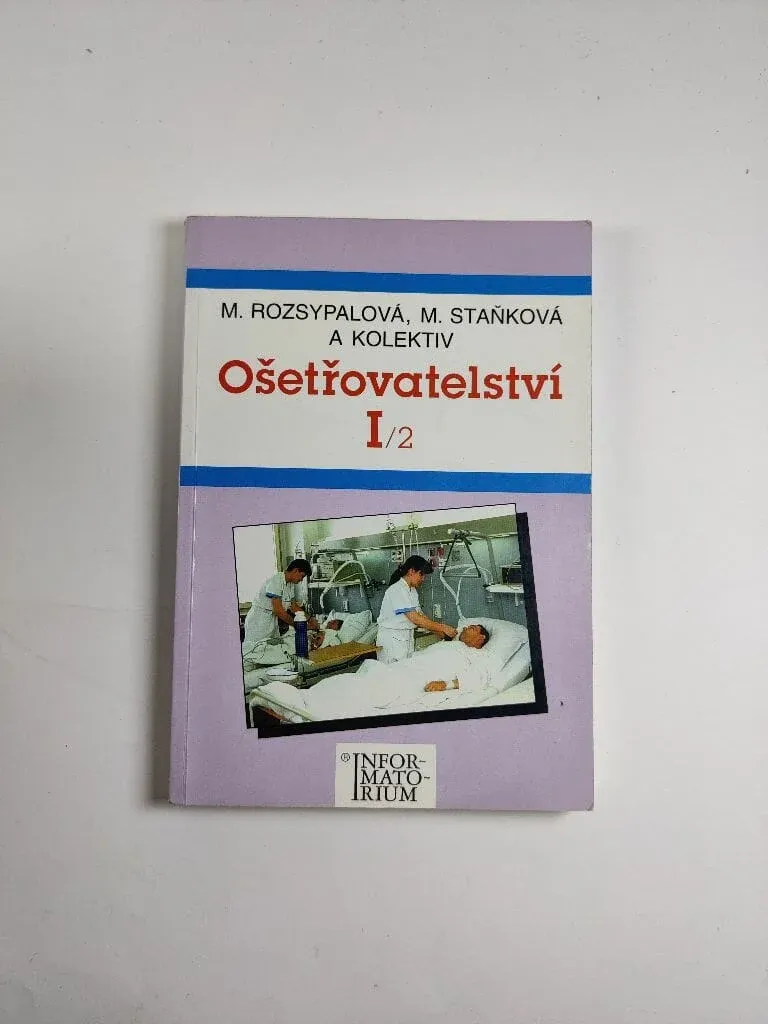 M. ROZSYPALOVÁ, M. STAŇKOVÁ
A KOLEKTIV
Ošetřovatelství
I/2
® INFOR-
MATO-
RIUM